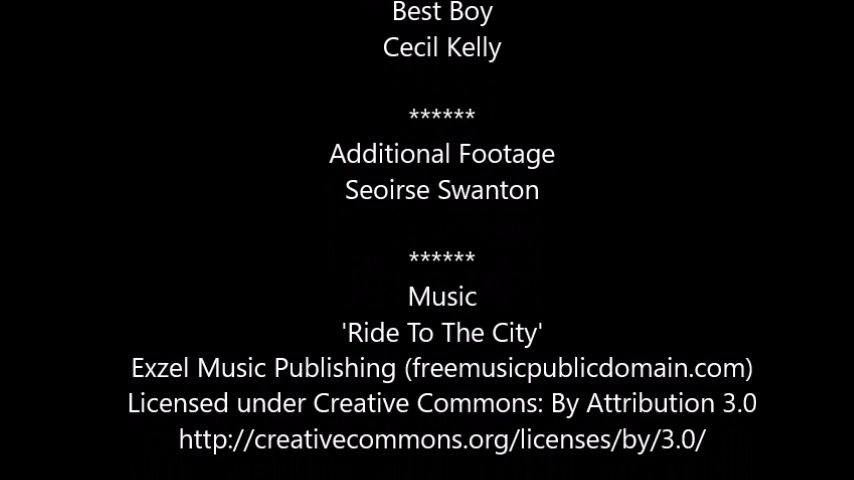 Best Boy
Cecil Kelly
******
Additional Footage
Seoirse Swanton
******
Music
'Ride To The City'
Exzel Music Publishing (freemusicpublicdomain.com)
Licensed under Creative Commons: By Attribution 3.0
http://creativecommons.org/licenses/by/3.0/